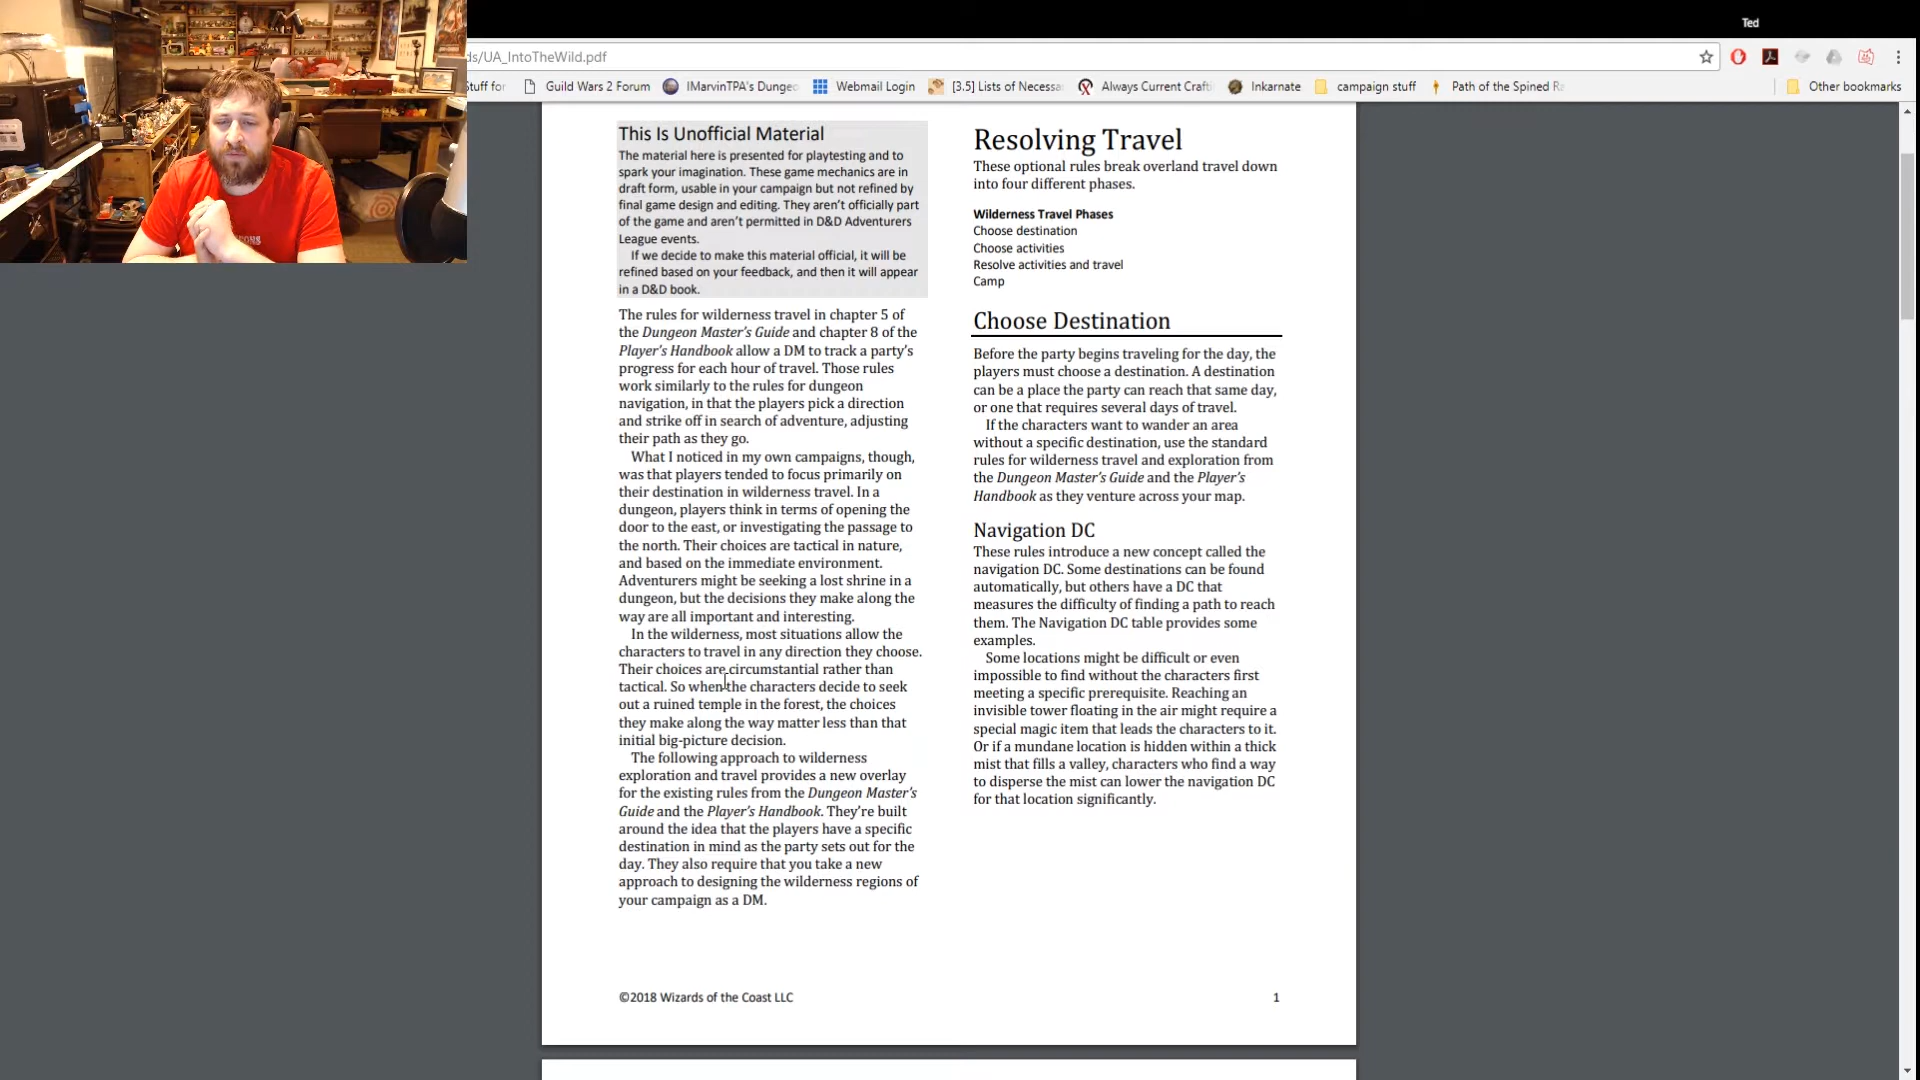 Ted
ds/UA_IntoTheWild.pdf
Stuff for
Guild Wars 2 Forum
IMarvinTPA's Dunge
Webmail Login
[3.5] Lists of Necessa
Always Current Crafti
Inkarnate
campaign stuff
Path of the Spined Ra
Other bookmarks
This Is Unofficial Material
The material here is presented for playtesting and to
spark your imagination. These game mechanics are in
draft form, usable in your campaign but not refined by
final game design and editing. They aren't officially part
of the game and aren't permitted in D&D Adventurers
League events.
If we decide to make this material official, it will be
refined based on your feedback, and then it will appear
in a D&D book.
The rules for wilderness travel in chapter 5 of
the Dungeon Master's Guide and chapter 8 of the
Player's Handbook allow a DM to track a party's
progress for each hour of travel. Those rules
work similarly to the rules for dungeon
navigation, in that the players pick a direction
and strike off in search of adventure, adjusting
their path as they go.
What I noticed in my own campaigns, though,
was that players tended to focus primarily on
their destination in wilderness travel. In a
dungeon, players think in terms of opening the
door to the east, or investigating the passage to
the north. Their choices are tactical in nature,
and based on the immediate environment.
Adventurers might be seeking a lost shrine in a
dungeon, but the decisions they make along the
way are all important and interesting.
In the wilderness, most situations allow the
characters to travel in any direction they choose.
Their choices are circumstantial rather than
tactical. So when the characters decide to seek
out a ruined temple in the forest, the choices
they make along the way matter less than that
initial big-picture decision.
The following approach to wilderness
exploration and travel provides a new overlay
for the existing rules from the Dungeon Master's
Guide and the Player's Handbook. They're built
around the idea that the players have a specific
destination in mind as the party sets out for the
day. They also require that you take a new
approach to designing the wilderness regions of
your campaign as a DM.
Resolving Travel
These optional rules break overland travel down
into four different phases.
Wilderness Travel Phases
Choose destination
Choose activities
Resolve activities and travel
Camp
Choose Destination
Before the party begins traveling for the day, the
players must choose a destination. A destination
can be a place the party can reach that same day,
or one that requires several days of travel.
If the characters want to wander an area
without a specific destination, use the standard
rules for wilderness travel and exploration from
the Dungeon Master's Guide and the Player's
Handbook as they venture across your map.
Navigation DC
These rules introduce a new concept called the
navigation DC. Some destinations can be found
automatically, but others have a DC that
measures the difficulty of finding a path to reach
them. The Navigation DC table provides some
examples.
Some locations might be difficult or even
impossible to find without the characters first
meeting a specific prerequisite. Reaching an
invisible tower floating in the air might require a
special magic item that leads the characters to it.
Or if a mundane location is hidden within a thick
mist that fills a valley, characters who find a way
to disperse the mist can lower the navigation DC
for that location significantly.
©2018 Wizards of the Coast LLC
1